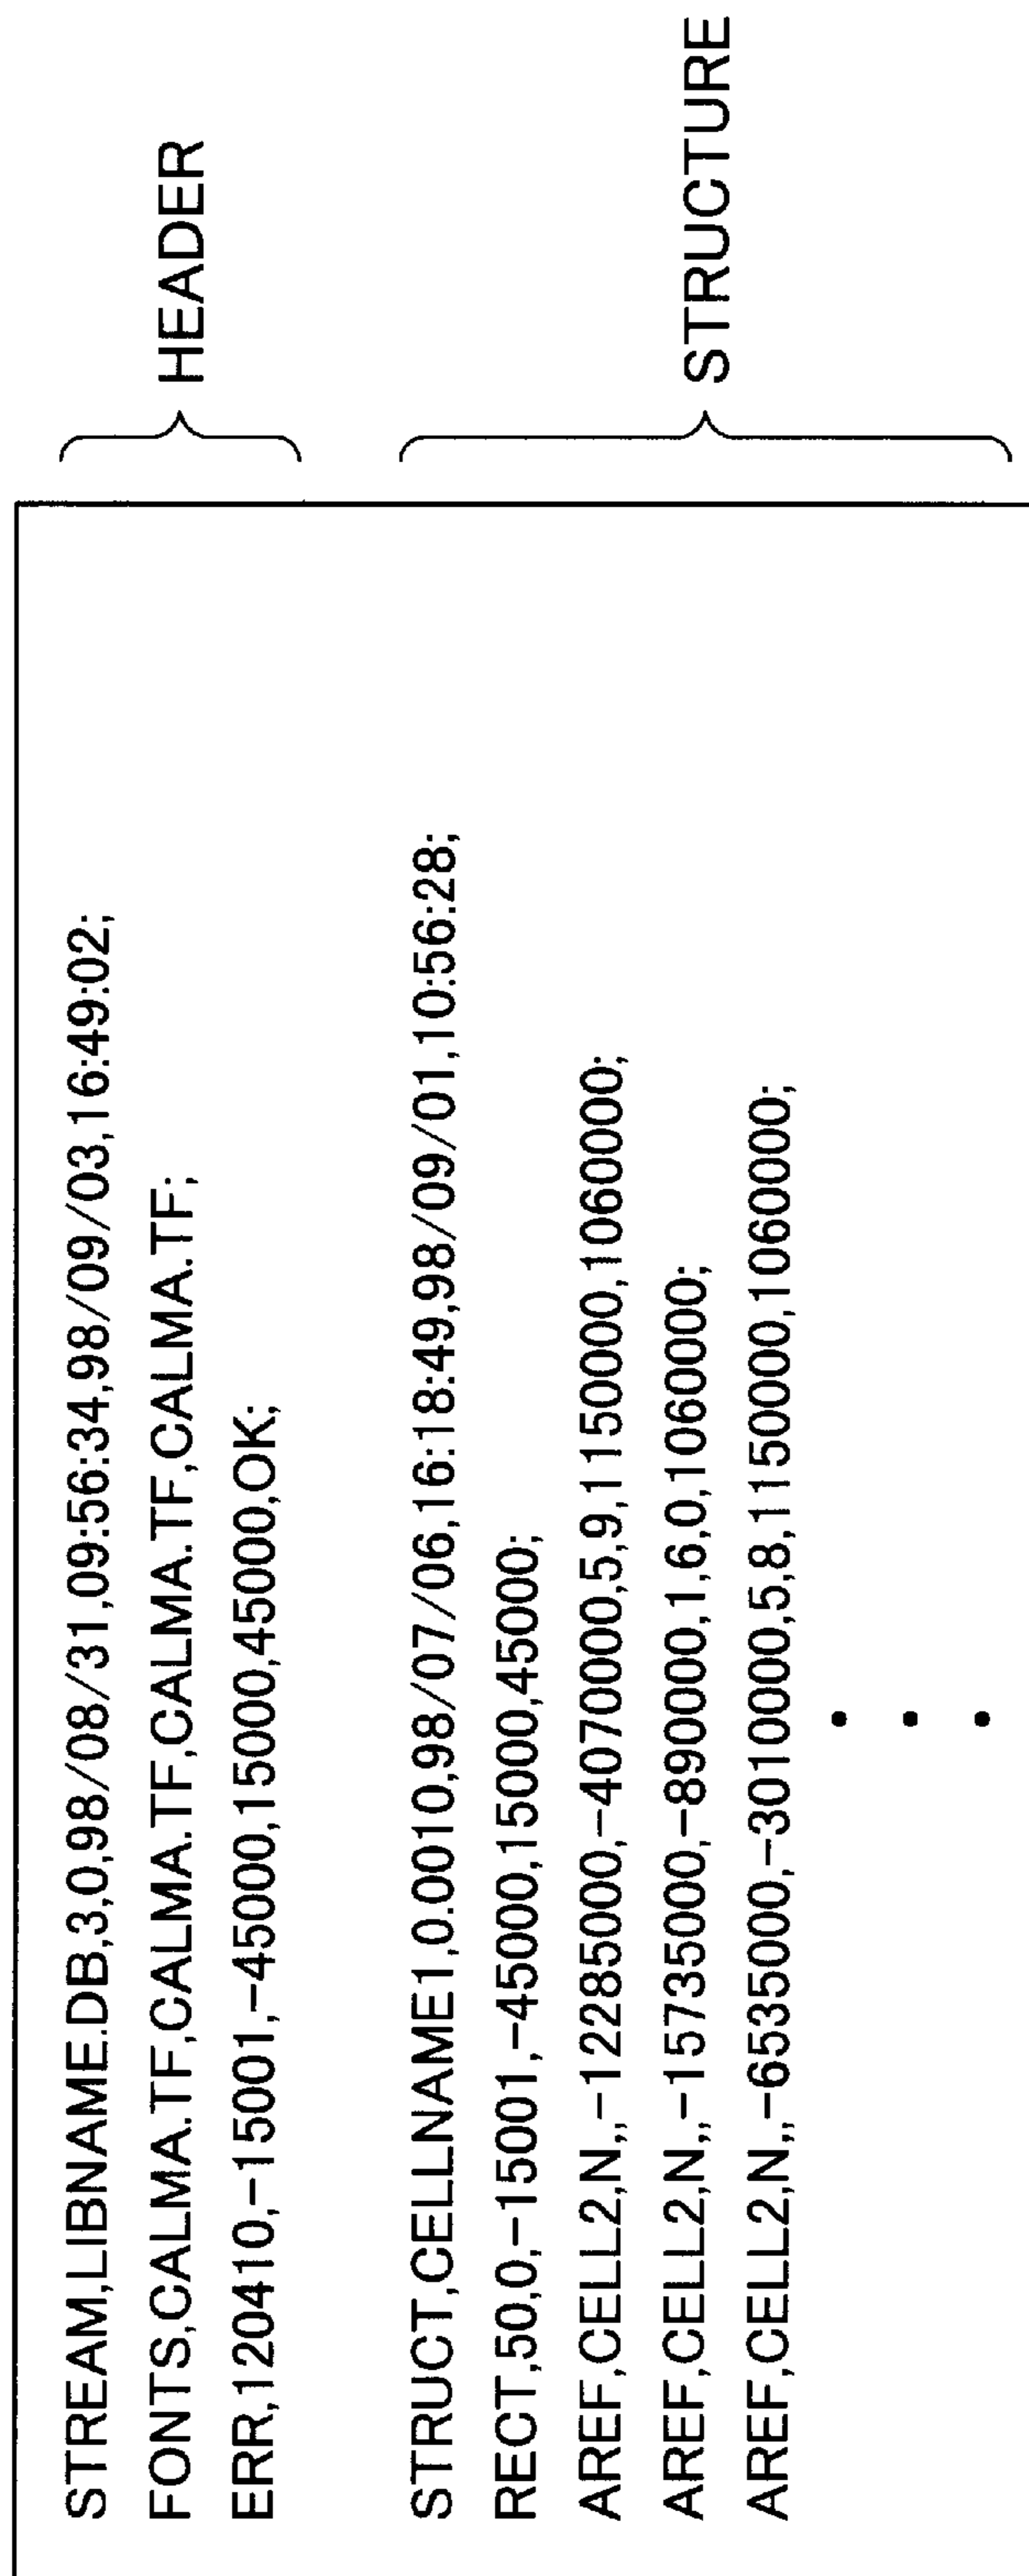 STREAM,LIBNAME.DB,3,0,98/08/31,09:56:34,98/09/03,16:49:02;
FONTS,CALMA.TF,CALMA.TF,CALMA.TF,CALMA.TF;
ERR,120410,-15001,-45000,15000,45000,OK;
HEADER
STRUCT,CELLNAME1,0.0010,98/07/06,16:18:49,98/09/01,10:56:28;
RECT,50,0,-15001,-45000,15000,45000;
AREF,CELL2,N,,-12285000,-4070000,5,9,1150000,1060000;
AREF,CELL2,N,,-15735000,-890000,1,6,0,1060000;
AREF,CELL2,N,,-6535000,-3010000,5,8,1150000,1060000;
STRUCTURE